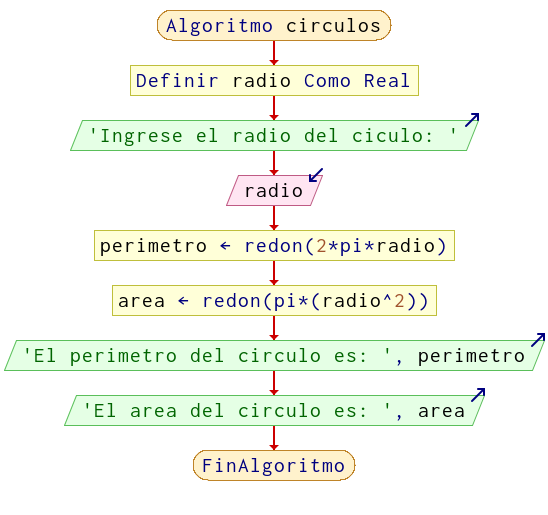 Algoritmo circulos
Definir radio Como Real
'Ingrese el radio del ciculo: '
radio
perimetro ← redon(2*pi*radio)
area ← redon(pi*(radio^2))
'El perimetro del circulo es: ', perimetro
'El area del circulo es: ', area
FinAlgoritmo